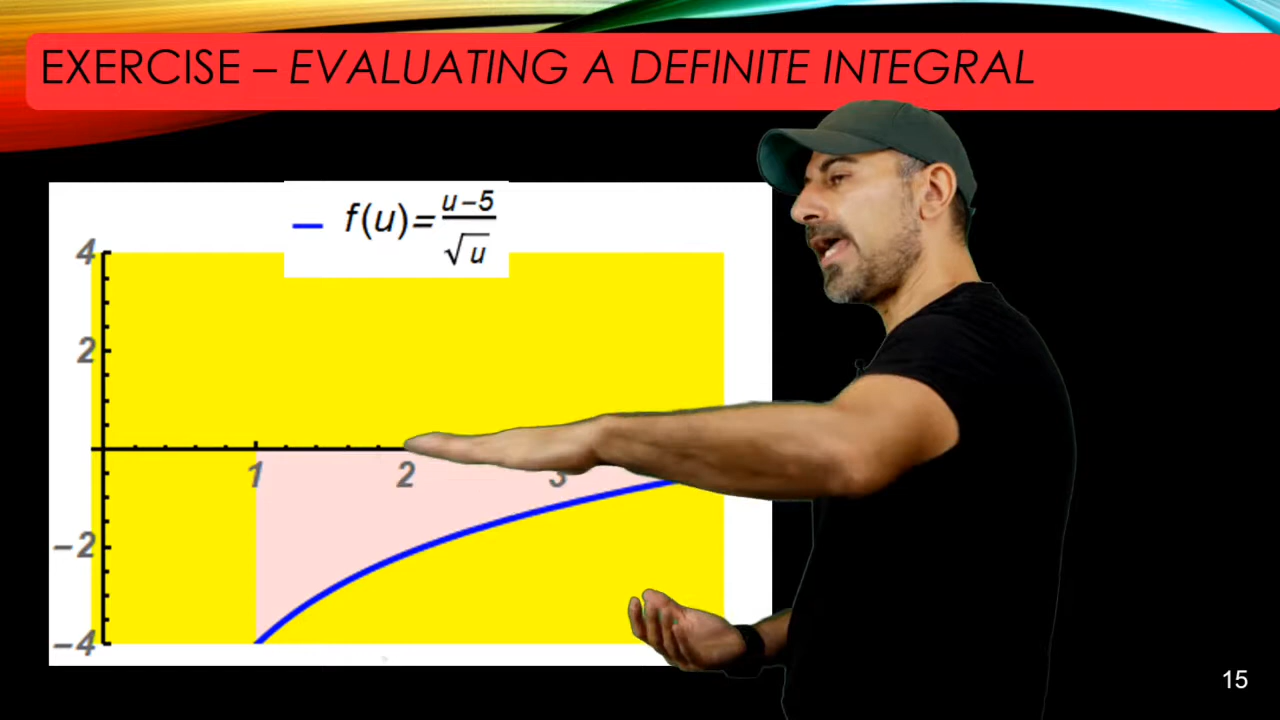 EXERCISE – EVALUATING A DEFINITE INTEGRAL
f(u)=u−5/√u
4
2
1 2 3
−2
−4
15